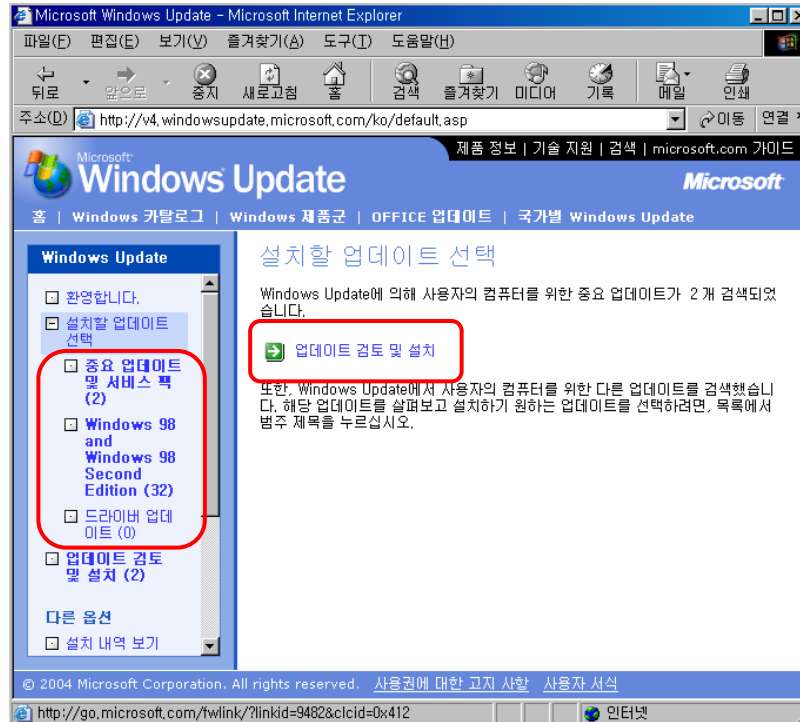 Microsoft Windows Update - Microsoft Internet Explorer
파일(F) 편집(E) 보기(V) 즐겨찾기(A) 도구(T) 도움말(H)
뒤로 앞으로 중지 새로고침 홈 검색 즐겨찾기 미디어 기록 메일 인쇄
주소(D) http://v4.windowsupdate.microsoft.com/ko/default.asp 이동 연결
제품 정보 | 기술 지원 | 검색 | microsoft.com 가이드
Microsoft
Windows Update
Microsoft
홈 | Windows 카탈로그 | Windows 제품군 | OFFICE 업데이트 | 국가별 Windows Update
Windows Update
환영합니다.
설치할 업데이트
선택
중요 업데이트
및 서비스 팩
(2)
Windows 98
and
Windows 98
Second
Edition (32)
드라이버 업데
이트 (0)
업데이트 검토
및 설치 (2)
다른 옵션
설치 내역 보기
설치할 업데이트 선택
Windows Update에 의해 사용자의 컴퓨터를 위한 중요 업데이트가 2 개 검색되었
습니다.
업데이트 검토 및 설치
또한, Windows Update에서 사용자의 컴퓨터를 위한 다른 업데이트를 검색했습니
다. 해당 업데이트를 살펴보고 설치하기 원하는 업데이트를 선택하려면, 목록에서
범주 제목을 누르십시오.
© 2004 Microsoft Corporation. All rights reserved. 사용권에 대한 고지 사항 사용자 서식
http://go.microsoft.com/fwlink/?linkid=9482&clcid=0x412 인터넷